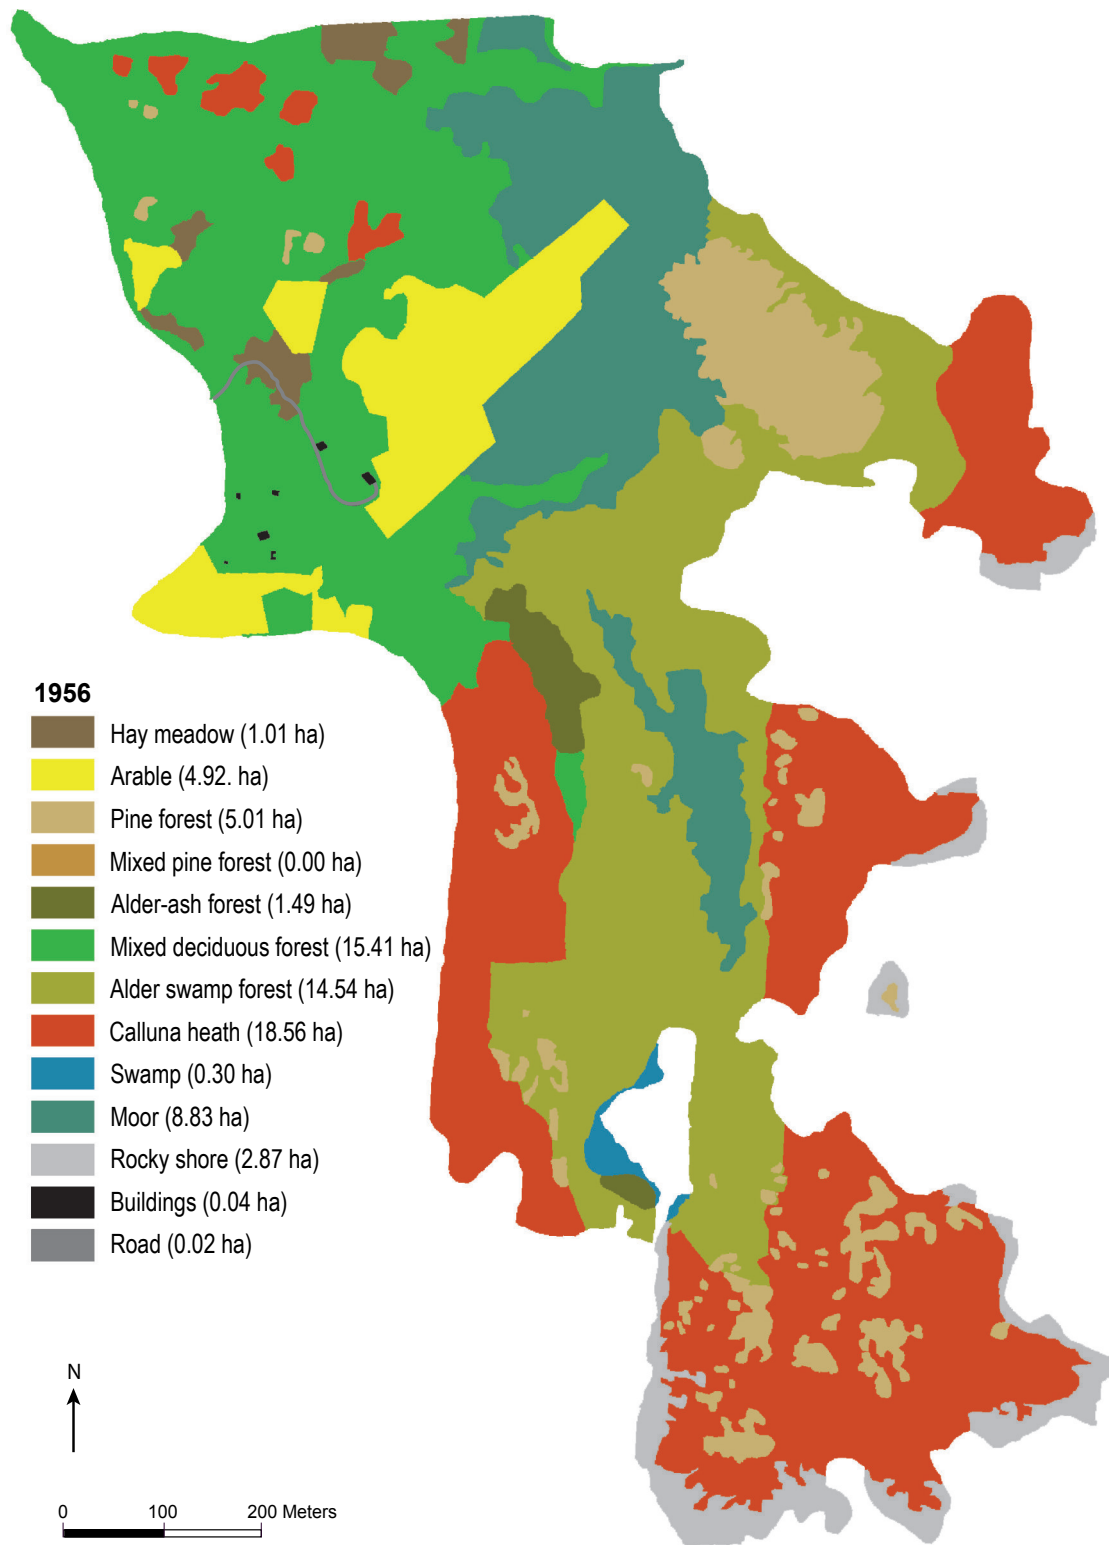 1956
Hay meadow (1.01 ha)
Arable (4.92. ha)
Pine forest (5.01 ha)
Mixed pine forest (0.00 ha)
Alder-ash forest (1.49 ha)
Mixed deciduous forest (15.41 ha)
Alder swamp forest (14.54 ha)
Calluna heath (18.56 ha)
Swamp (0.30 ha)
Moor (8.83 ha)
Rocky shore (2.87 ha)
Buildings (0.04 ha)
Road (0.02 ha)
N
0 100 200 Meters